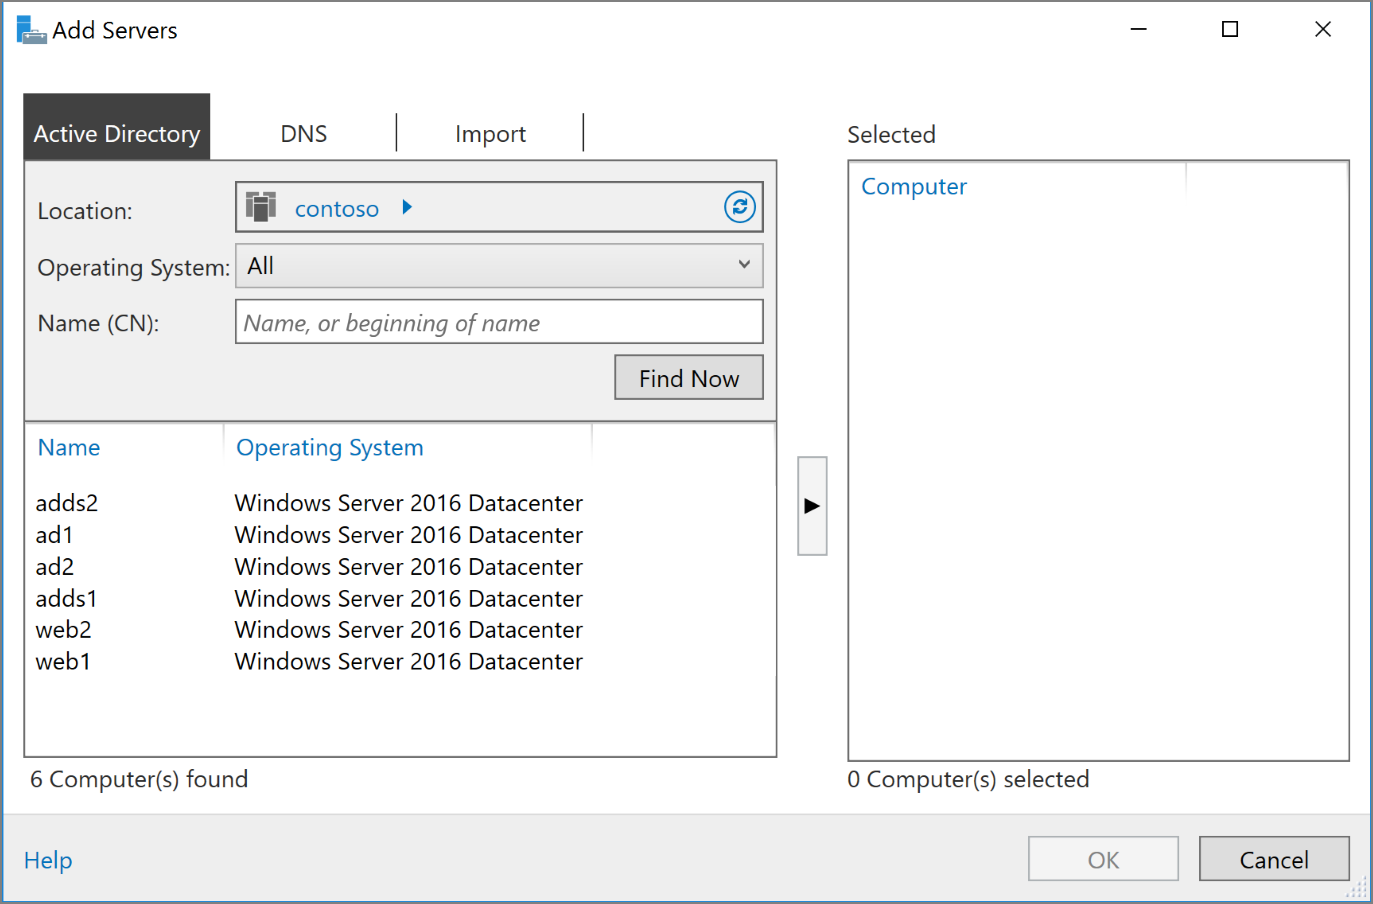 Add Servers
Active Directory
DNS
Import
Location:
contoso
Operating System:
All
Name (CN):
Name, or beginning of name
Find Now
Name
Operating System
adds2 Windows Server 2016 Datacenter
ad1 Windows Server 2016 Datacenter
ad2 Windows Server 2016 Datacenter
adds1 Windows Server 2016 Datacenter
web2 Windows Server 2016 Datacenter
web1 Windows Server 2016 Datacenter
6 Computer(s) found
Selected
Computer
0 Computer(s) selected
Help
OK
Cancel